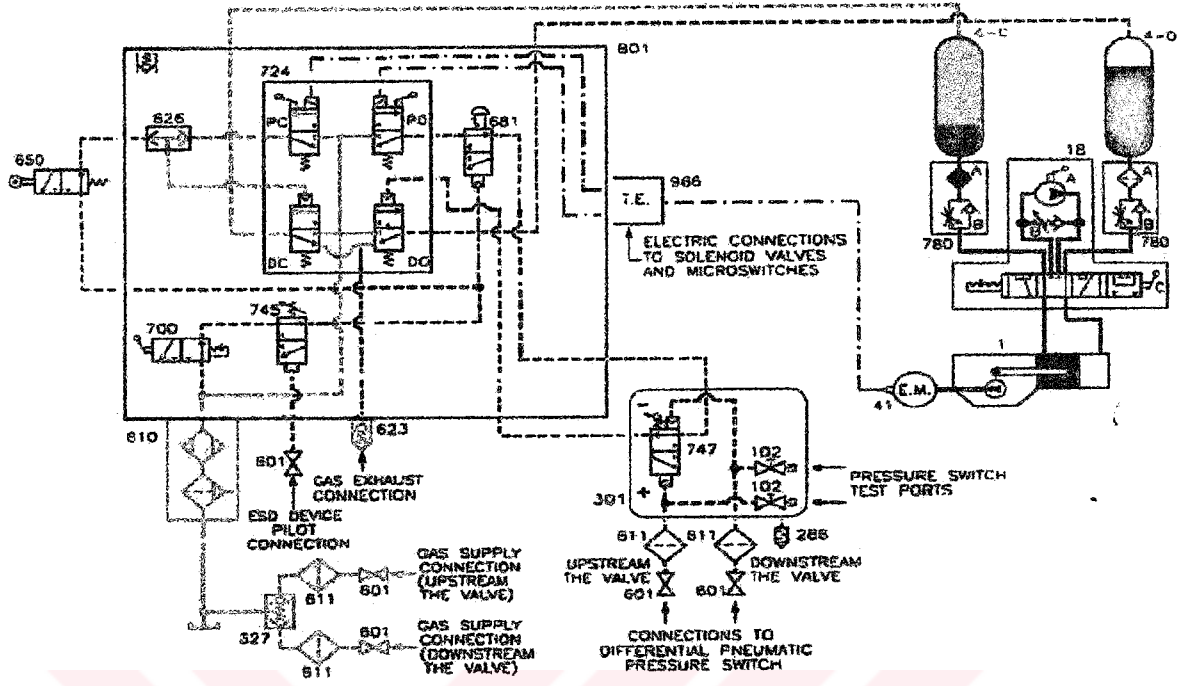 801
4-C
4-O
724
PC
PO
681
626
650
18
A
A
A
B
B
B
966
T.E.
780
780
ELECTRIC CONNECTIONS
TO SOLENOID VALVES
AND MICROSWITCHES
DC
DO
C
745
700
1
E.M.
41
610
623
601
GAS EXHAUST
CONNECTION
ESD DEVICE
PILOT
CONNECTION
-
747
102
102
PRESSURE SWITCH
TEST PORTS
301
+
611
611
286
UPSTREAM
THE VALVE
DOWNSTREAM
THE VALVE
601
601
GAS SUPPLY
CONNECTION
(UPSTREAM
THE VALVE)
611
601
327
601
GAS SUPPLY
CONNECTION
(DOWNSTREAM
THE VALVE)
611
CONNECTIONS TO
DIFFERENTIAL PNEUMATIC
PRESSURE SWITCH